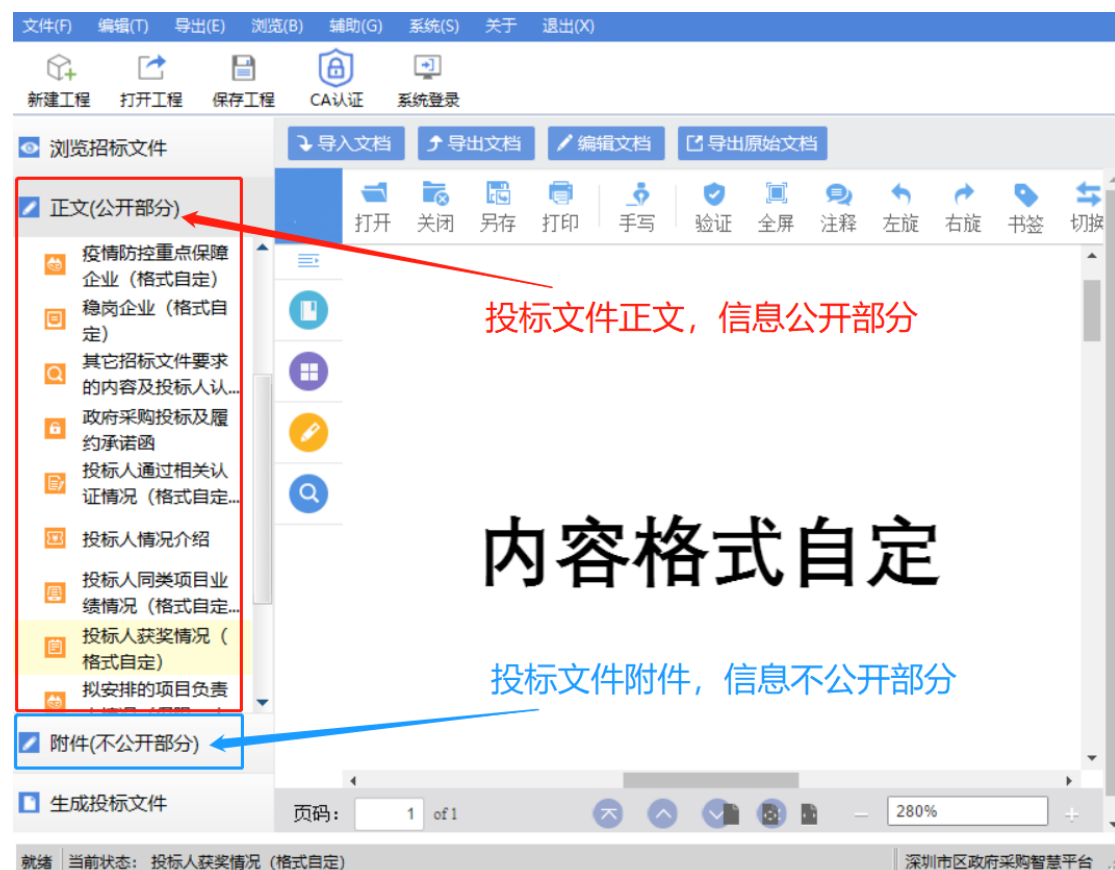 文件(F) 编辑(T) 导出(E) 浏览(B) 辅助(G) 系统(S) 关于 退出(X)
新建工程 打开工程 保存工程 CA认证 系统登录
浏览招标文件
导入文档 导出文档 编辑文档 导出原始文档
正文(公开部分)
打开 关闭 另存 打印 手写 验证 全屏 注释 左旋 右旋 书签 切换
疫情防控重点保障
企业（格式自定）
稳岗企业（格式自
定）
其它招标文件要求
的内容及投标人认...
政府采购投标及履
约承诺函
投标人通过相关认
证情况（格式自定...
投标人情况介绍
投标人同类项目业
绩情况（格式自定...
投标人获奖情况（
格式自定）
拟安排的项目负责
投标文件正文，信息公开部分
内容格式自定
投标文件附件，信息不公开部分
附件(不公开部分)
生成投标文件
页码： 1 of 1 280%
就绪 当前状态： 投标人获奖情况（格式自定） 深圳市区政府采购智慧平台